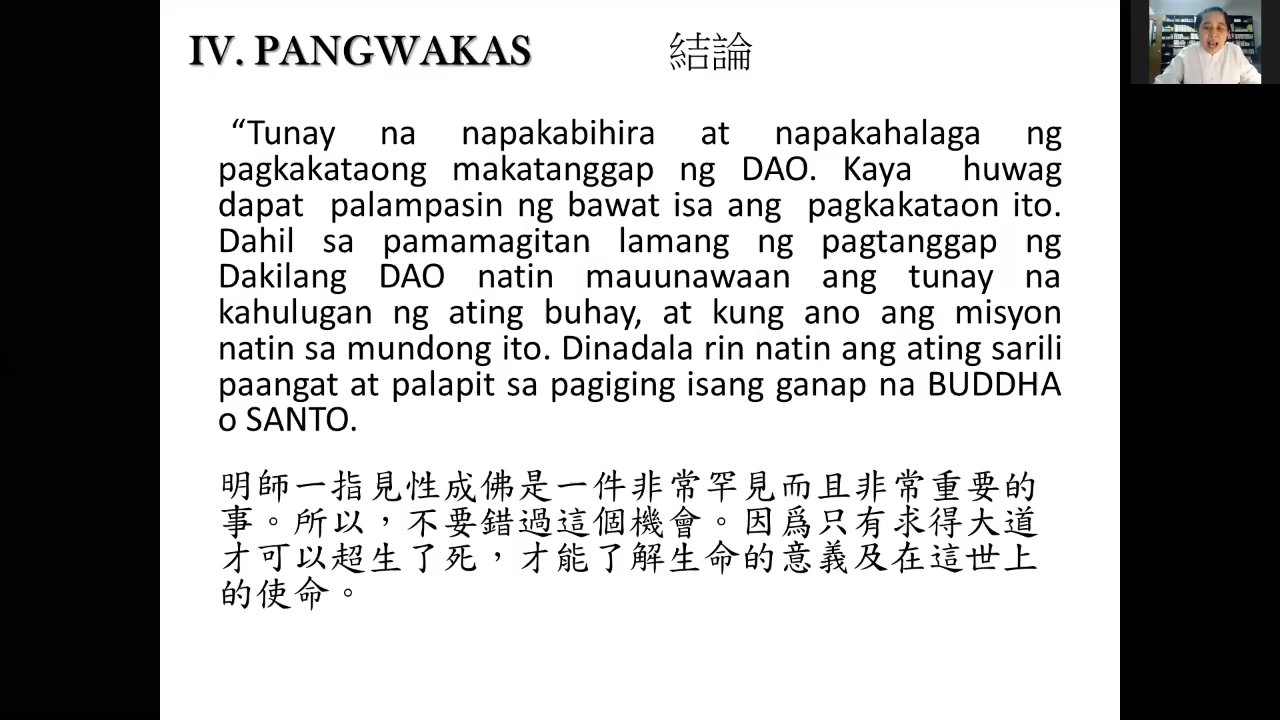 IV. PANGWAKAS 結論
“Tunay na napakabihira at napakahalaga ng
pagkakataong makatanggap ng DAO. Kaya huwag
dapat palampasin ng bawat isa ang pagkakataon ito.
Dahil sa pamamagitan lamang ng pagtanggap ng
Dakilang DAO natin mauunawaan ang tunay na
kahulugan ng ating buhay, at kung ano ang misyon
natin sa mundong ito. Dinadala rin natin ang ating sarili
paangat at palapit sa pagiging isang ganap na BUDDHA
o SANTO.
明師一指見性成佛是一件非常罕見而且非常重要的
事。所以，不要錯過這個機會。因爲只有求得大道
才可以超生了死，才能了解生命的意義及在這世上
的使命。